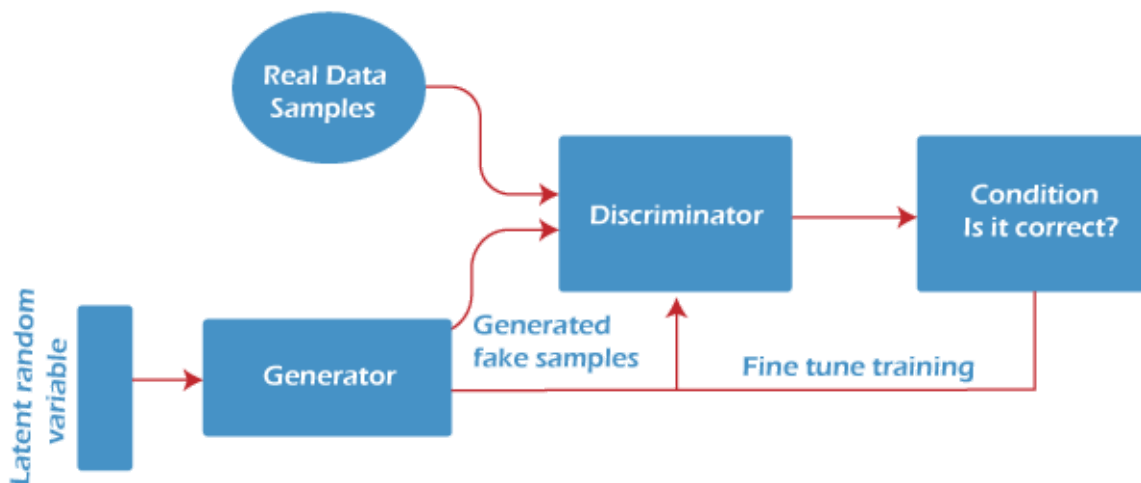 Real Data
Samples
Discriminator
Condition
Is it correct?
Latent random
variable
Generator
Generated
fake samples
Fine tune training